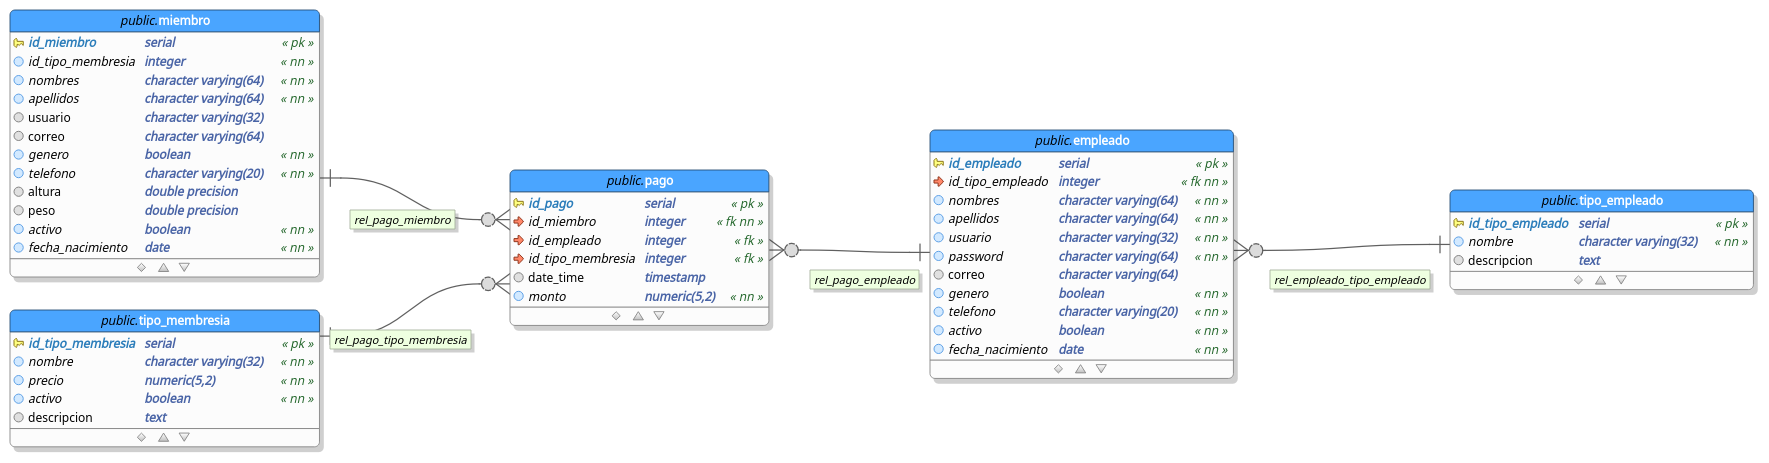 public.miembro
id_miembro serial « pk »
id_tipo_membresia integer « nn »
nombres character varying(64) « nn »
apellidos character varying(64) « nn »
usuario character varying(32)
correo character varying(64)
genero boolean « nn »
telefono character varying(20) « nn »
altura double precision
peso double precision
activo boolean « nn »
fecha_nacimiento date « nn »
public.tipo_membresia
id_tipo_membresia serial « pk »
nombre character varying(32) « nn »
precio numeric(5,2) « nn »
activo boolean « nn »
descripcion text
rel_pago_miembro
rel_pago_tipo_membresia
public.pago
id_pago serial « pk »
id_miembro integer « fk nn »
id_empleado integer « fk »
id_tipo_membresia integer « fk »
date_time timestamp
monto numeric(5,2) « nn »
rel_pago_empleado
public.empleado
id_empleado serial « pk »
id_tipo_empleado integer « fk nn »
nombres character varying(64) « nn »
apellidos character varying(64) « nn »
usuario character varying(32) « nn »
password character varying(64) « nn »
correo character varying(64)
genero boolean « nn »
telefono character varying(20) « nn »
activo boolean « nn »
fecha_nacimiento date « nn »
rel_empleado_tipo_empleado
public.tipo_empleado
id_tipo_empleado serial « pk »
nombre character varying(32) « nn »
descripcion text